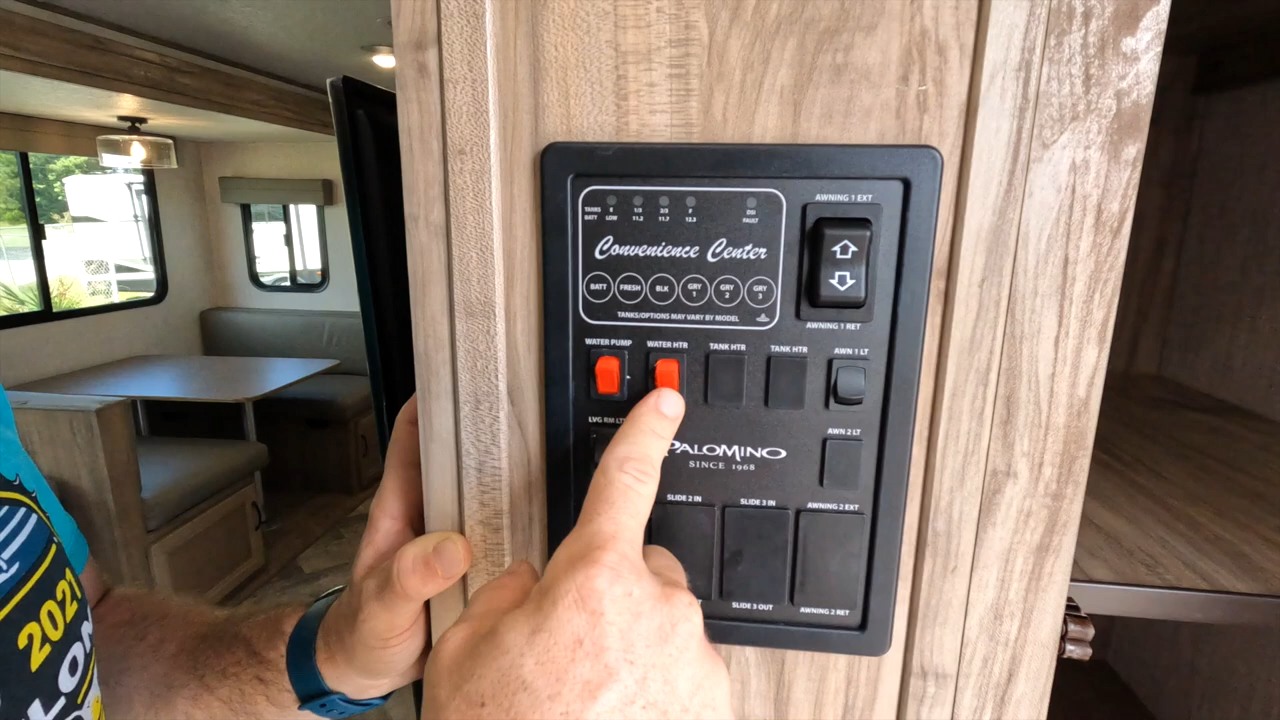 AWNING 1 EXT
TANKS E 1/3 2/3 F DSI
BATT LOW 11.2 11.7 12.3 FAULT
Convenience Center
BATT FRESH BLK GRY 1 GRY 2 GRY 3
TANKS/OPTIONS MAY VARY BY MODEL
AWNING 1 RET
WATER PUMP WATER HTR TANK HTR TANK HTR AWN 1 LT
LVG RM LT
AWN 2 LT
PALOMINO
SINCE 1968
SLIDE 2 IN SLIDE 3 IN AWNING 2 EXT
SLIDE 3 OUT AWNING 2 RET
2021